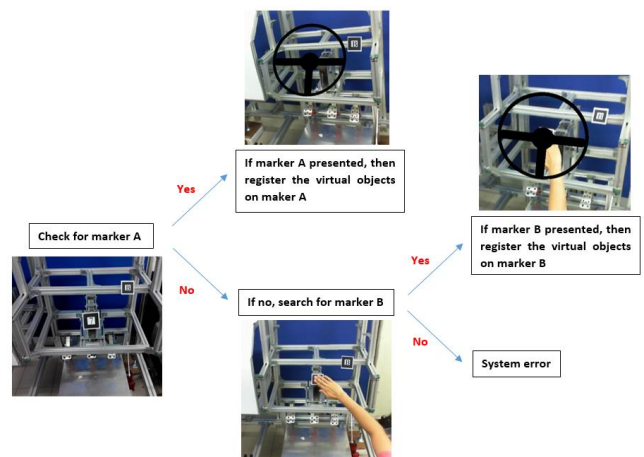 If marker A presented, then
register the virtual objects
on maker A
Yes
Check for marker A
No
If no, search for marker B
Yes
If marker B presented, then
register the virtual objects
on marker B
No
System error